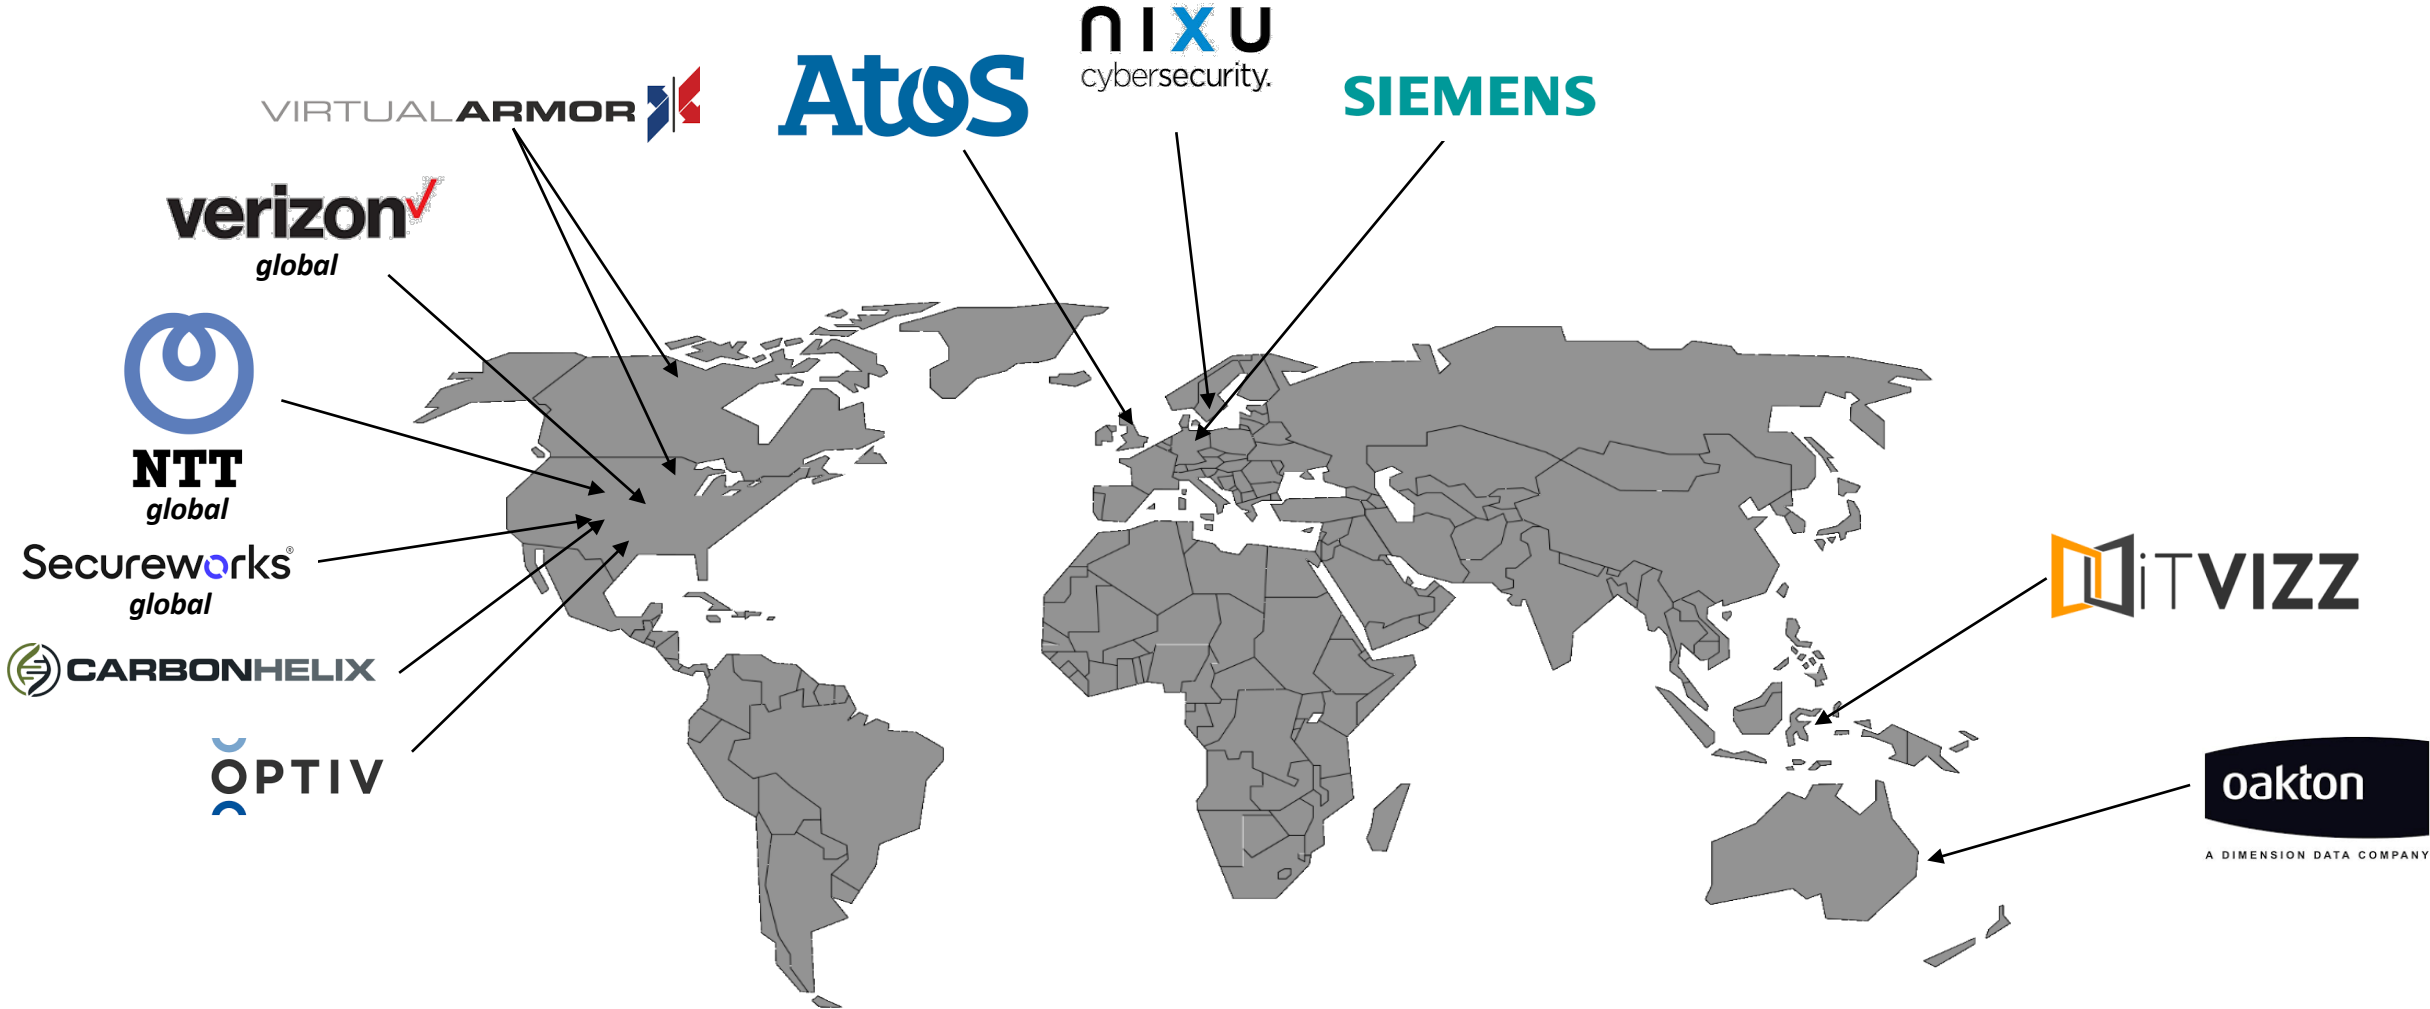 NIXU
cybersecurity.
Atos
SIEMENS
VIRTUALARMOR
verizon
global
NTT
global
Secureworks®
global
CARBONHELIX
OPTIV
iTVIZZ
oakton
A DIMENSION DATA COMPANY